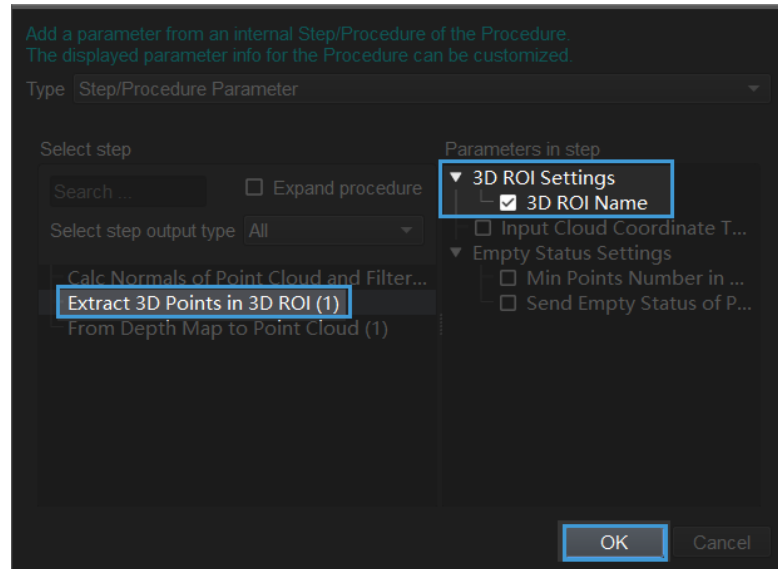 Add a parameter from an internal Step/Procedure of the Procedure.
The displayed parameter info for the Procedure can be customized.
Type Step/Procedure Parameter
Select step
Search ...
Expand procedure
Select step output type All
Calc Normals of Point Cloud and Filter...
Extract 3D Points in 3D ROI (1)
From Depth Map to Point Cloud (1)
Parameters in step
3D ROI Settings
3D ROI Name
Input Cloud Coordinate T...
Empty Status Settings
Min Points Number in ...
Send Empty Status of P...
OK
Cancel